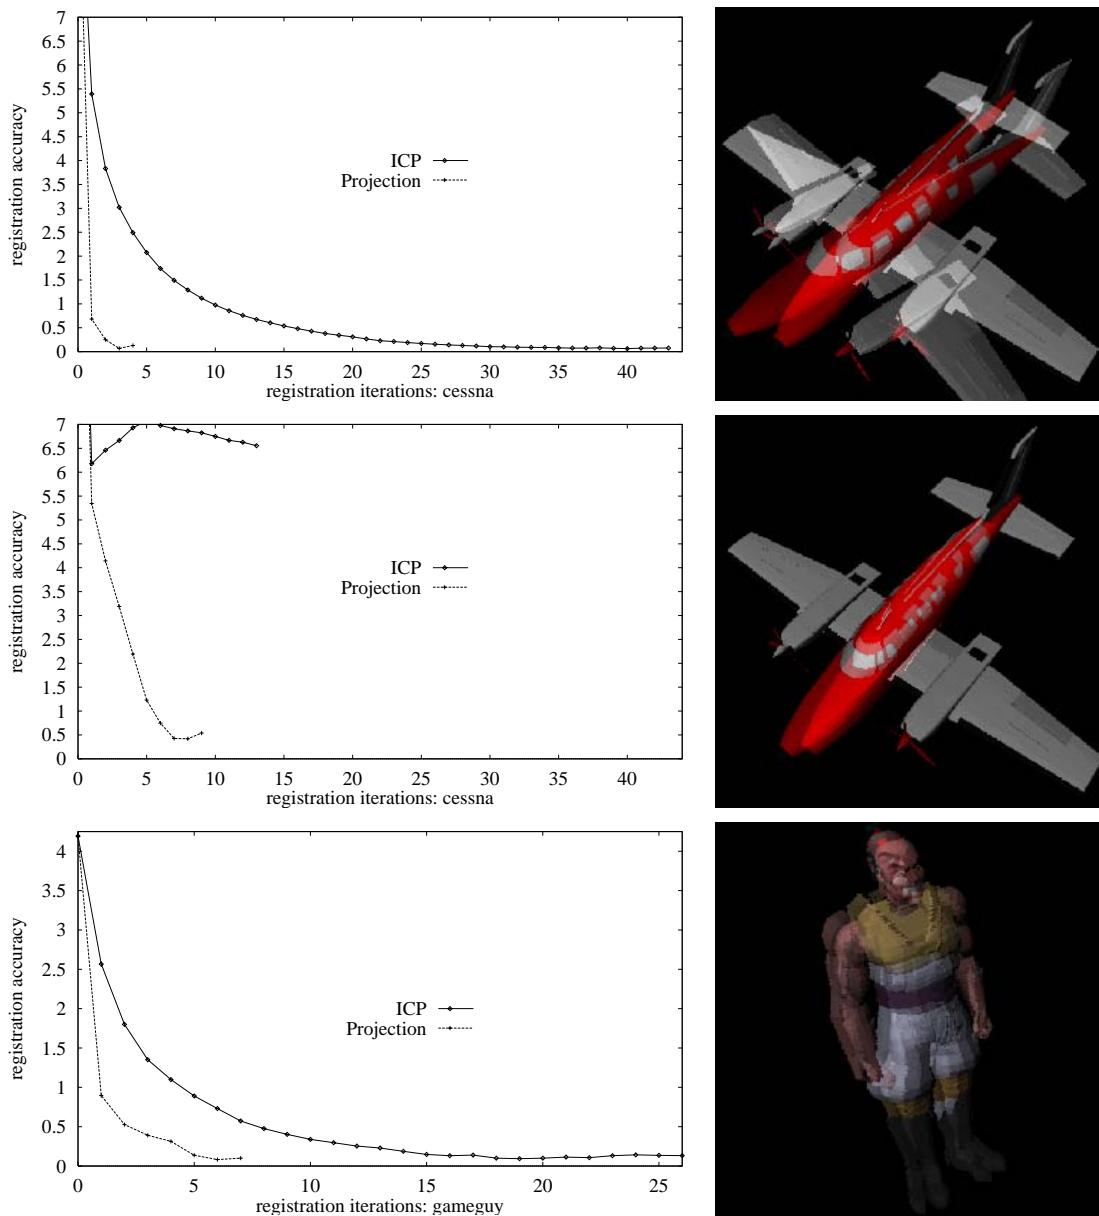 7
6.5
6
5.5
5
4.5
4
3.5
3
2.5
2
1.5
1
0.5
0
registration accuracy
ICP
Projection
0 5 10 15 20 25 30 35 40
registration iterations: cessna
7
6.5
6
5.5
5
4.5
4
3.5
3
2.5
2
1.5
1
0.5
0
registration accuracy
ICP
Projection
0 5 10 15 20 25 30 35 40
registration iterations: cessna
4
3.5
3
2.5
2
1.5
1
0.5
0
registration accuracy
ICP
Projection
0 5 10 15 20 25
registration iterations: gameguy